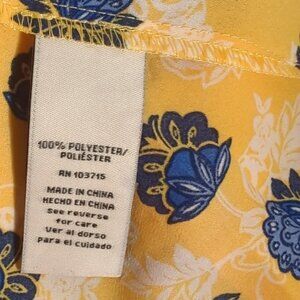 100% POLYESTER/
POLIÉSTER
RN 103715
MADE IN CHINA
HECHO EN CHINA
See reverse
for care
Ver al dorso
para el cuidado